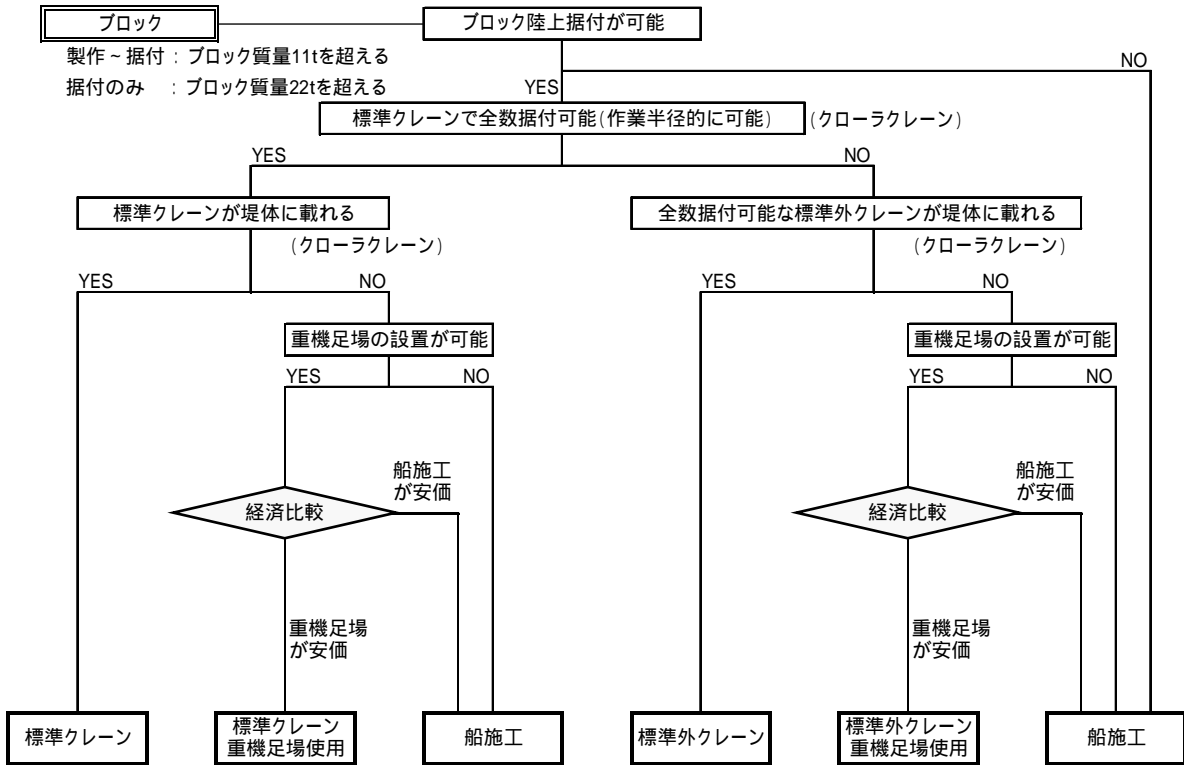 ブロック
ブロック陸上据付が可能
製作~据付 : ブロック質量11tを超える
据付のみ : ブロック質量22tを超える
YES
NO
標準クレーンで全数据付可能(作業半径的に可能)
(クローラクレーン)
YES
NO
標準クレーンが堤体に載れる
全数据付可能な標準外クレーンが堤体に載れる
(クローラクレーン)
(クローラクレーン)
YES
NO
YES
NO
重機足場の設置が可能
重機足場の設置が可能
YES
NO
YES
NO
船施工
が安価
船施工
が安価
経済比較
経済比較
重機足場
が安価
重機足場
が安価
標準クレーン
標準クレーン
重機足場使用
船施工
標準外クレーン
標準外クレーン
重機足場使用
船施工